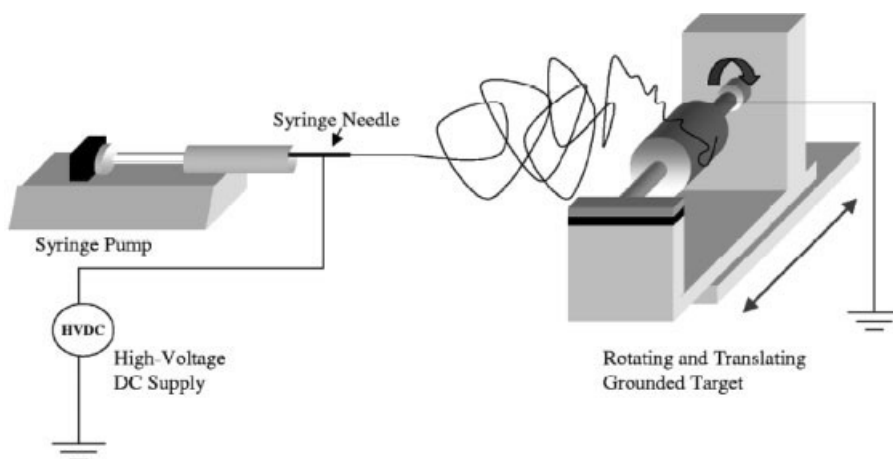 Syringe Needle
Syringe Pump
HVDC
High-Voltage
DC Supply
Rotating and Translating
Grounded Target